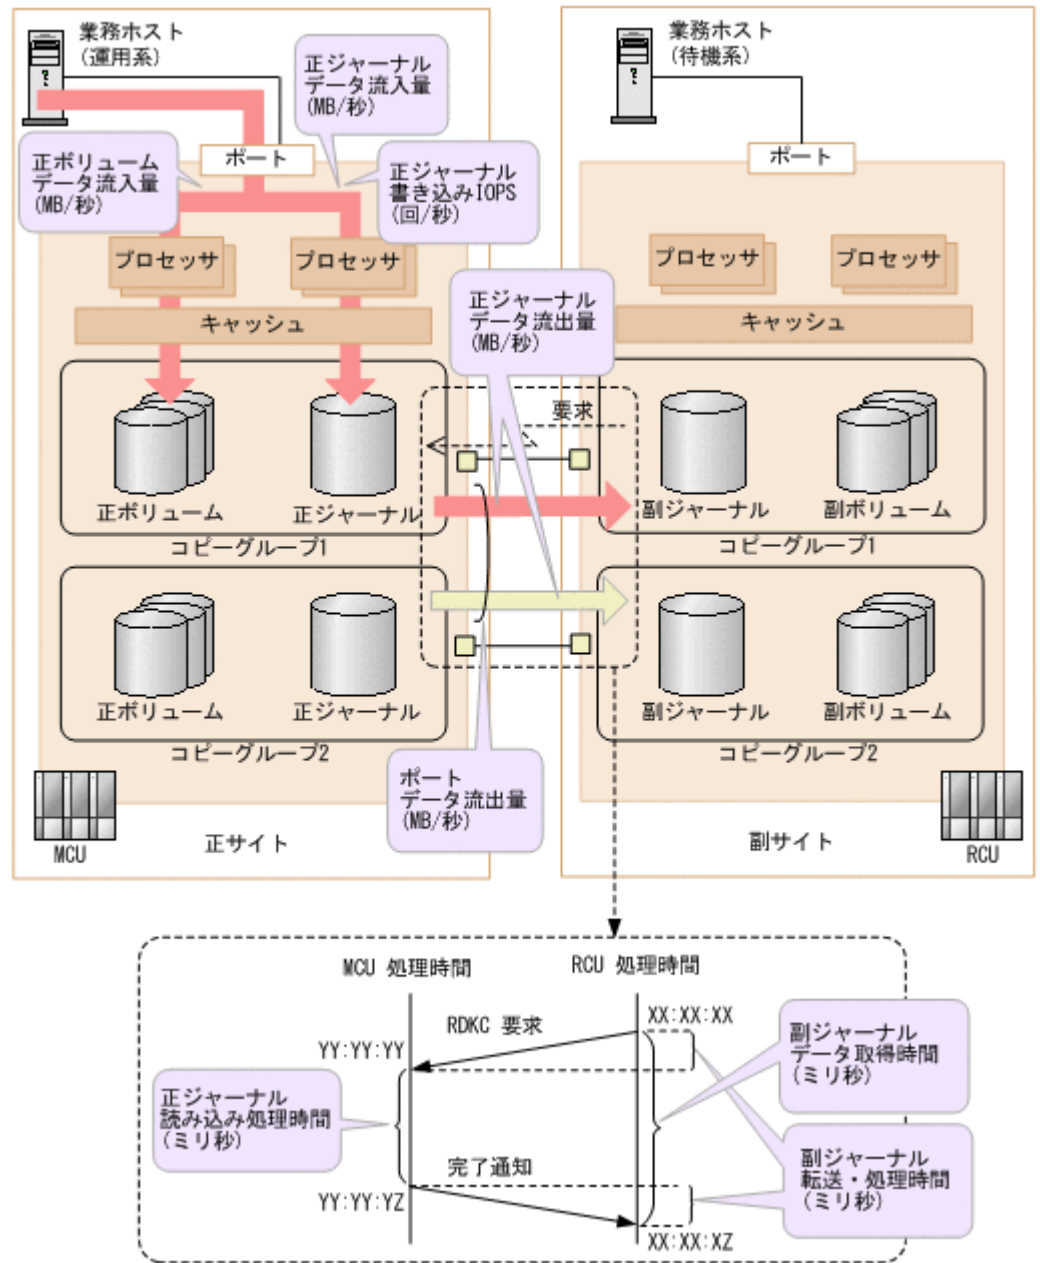 業務ホスト
(運用系)
正ジャーナル
データ流入量
(MB/秒)
業務ホスト
(待機系)
正ボリューム
データ流入量
(MB/秒)
ポート
正ジャーナル
書き込みIOPS
(回/秒)
ポート
プロセッサ
プロセッサ
プロセッサ
プロセッサ
キャッシュ
正ジャーナル
データ流出量
(MB/秒)
キャッシュ
要求
正ボリューム
正ジャーナル
副ジャーナル
副ボリューム
コピーグループ1
コピーグループ1
正ボリューム
正ジャーナル
副ジャーナル
副ボリューム
コピーグループ2
コピーグループ2
ポート
データ流出量
(MB/秒)
MCU
正サイト
副サイト
RCU
MCU 処理時間
RCU 処理時間
RDKC 要求
XX:XX:XX
YY:YY:YY
副ジャーナル
データ取得時間
(ミリ秒)
正ジャーナル
読み込み処理時間
(ミリ秒)
完了通知
副ジャーナル
転送・処理時間
(ミリ秒)
YY:YY:YZ
XX:XX:XZ